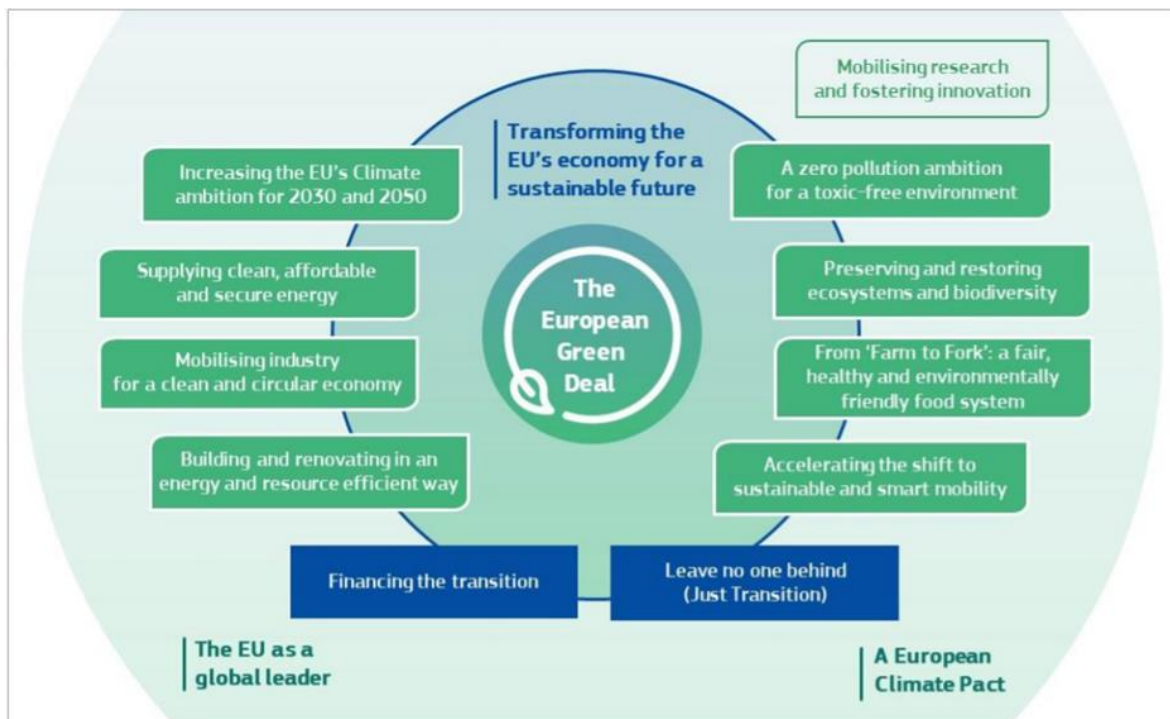 Mobilising research
and fostering innovation
Transforming the
EU's economy for a
sustainable future
Increasing the EU's Climate
ambition for 2030 and 2050
A zero pollution ambition
for a toxic-free environment
Supplying clean, affordable
and secure energy
Preserving and restoring
ecosystems and biodiversity
The
European
Green
Deal
Mobilising industry
for a clean and circular economy
From 'Farm to Fork': a fair,
healthy and environmentally
friendly food system
Building and renovating in an
energy and resource efficient way
Accelerating the shift to
sustainable and smart mobility
Financing the transition
Leave no one behind
(Just Transition)
The EU as a
global leader
A European
Climate Pact